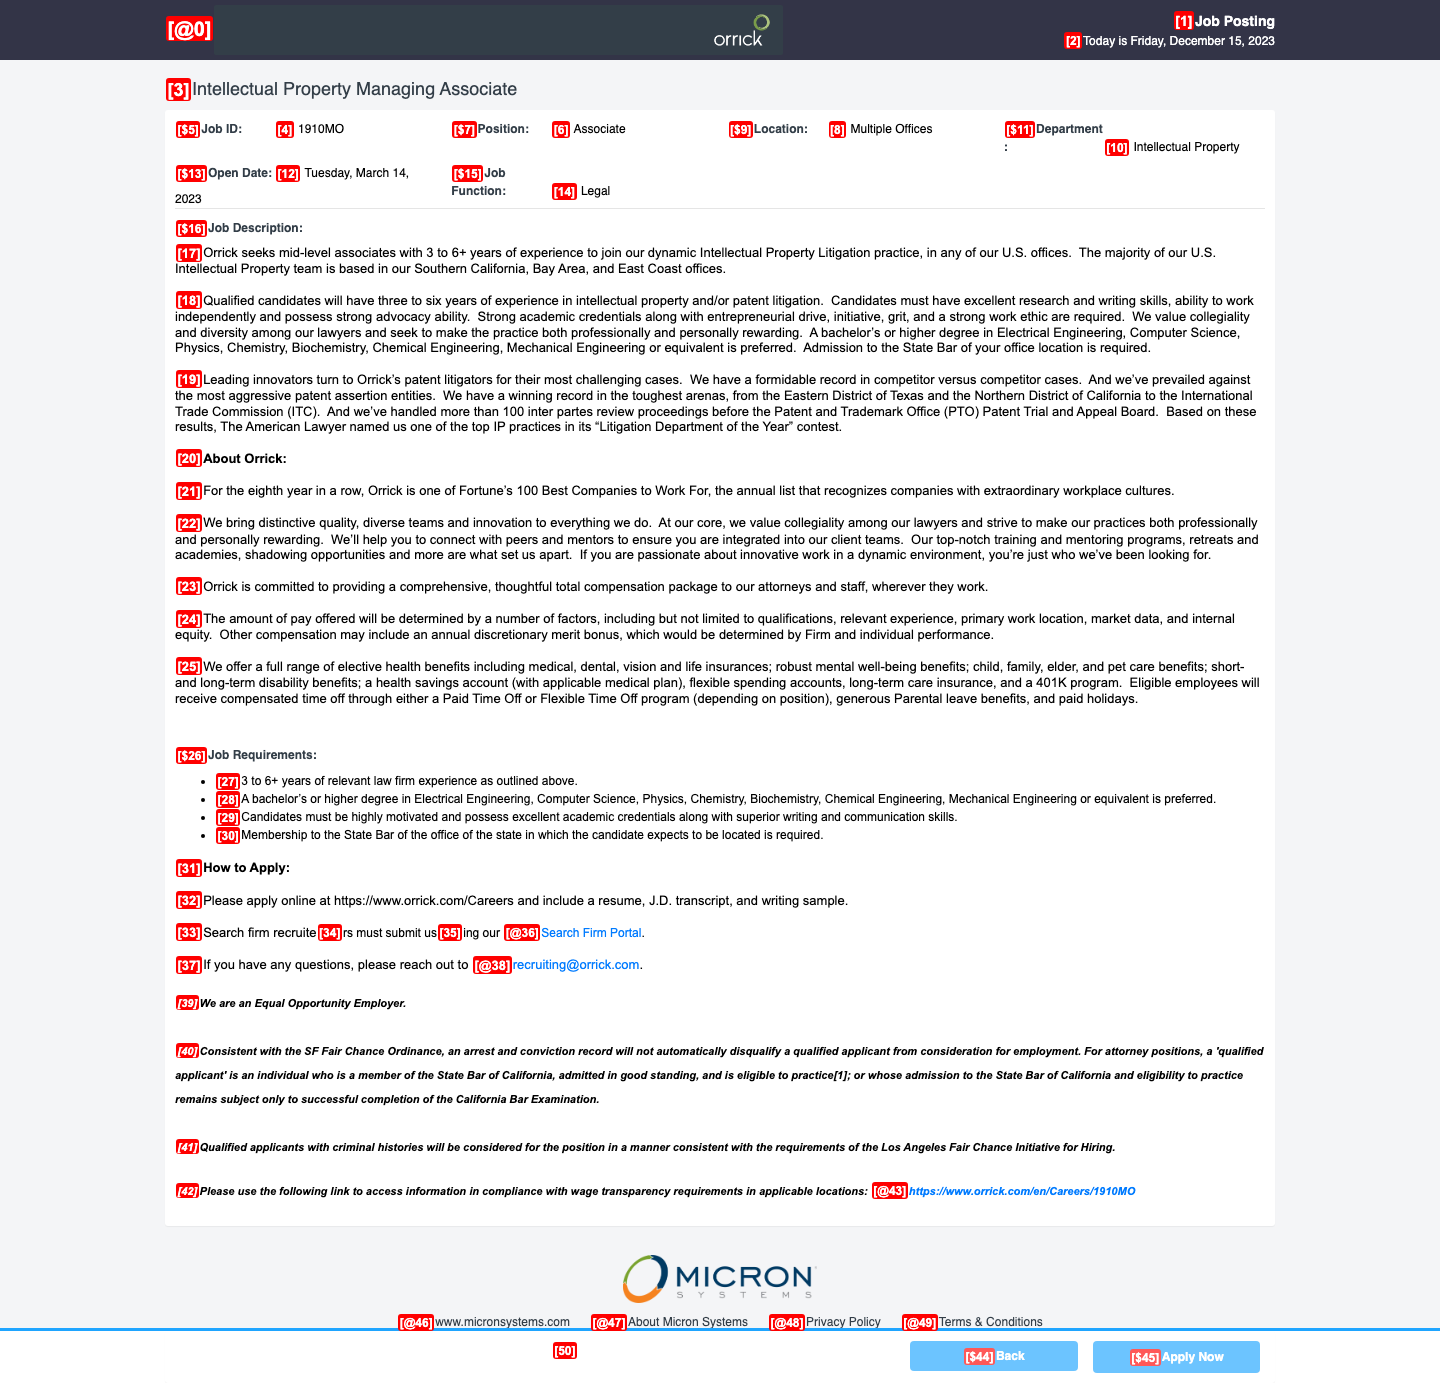 [@0] orrick
[1] Job Posting
[2] Today is Friday, December 15, 2023
[3] Intellectual Property Managing Associate
[$5] Job ID: [4] 1910MO [$7] Position: [6] Associate [$9] Location: [8] Multiple Offices [$11] Department
: [10] Intellectual Property
[$13] Open Date: [12] Tuesday, March 14, [$15] Job
Function: [14] Legal
2023
[$16] Job Description:
[17] Orrick seeks mid-level associates with 3 to 6+ years of experience to join our dynamic Intellectual Property Litigation practice, in any of our U.S. offices. The majority of our U.S.
Intellectual Property team is based in our Southern California, Bay Area, and East Coast offices.
[18] Qualified candidates will have three to six years of experience in intellectual property and/or patent litigation. Candidates must have excellent research and writing skills, ability to work
independently and possess strong advocacy ability. Strong academic credentials along with entrepreneurial drive, initiative, grit, and a strong work ethic are required. We value collegiality
and diversity among our lawyers and seek to make the practice both professionally and personally rewarding. A bachelor’s or higher degree in Electrical Engineering, Computer Science,
Physics, Chemistry, Biochemistry, Chemical Engineering, Mechanical Engineering or equivalent is preferred. Admission to the State Bar of your office location is required.
[19] Leading innovators turn to Orrick’s patent litigators for their most challenging cases. We have a formidable record in competitor versus competitor cases. And we’ve prevailed against
the most aggressive patent assertion entities. We have a winning record in the toughest arenas, from the Eastern District of Texas and the Northern District of California to the International
Trade Commission (ITC). And we’ve handled more than 100 inter partes review proceedings before the Patent and Trademark Office (PTO) Patent Trial and Appeal Board. Based on these
results, The American Lawyer named us one of the top IP practices in its “Litigation Department of the Year” contest.
[20] About Orrick:
[21] For the eighth year in a row, Orrick is one of Fortune’s 100 Best Companies to Work For, the annual list that recognizes companies with extraordinary workplace cultures.
[22] We bring distinctive quality, diverse teams and innovation to everything we do. At our core, we value collegiality among our lawyers and strive to make our practices both professionally
and personally rewarding. We’ll help you to connect with peers and mentors to ensure you are integrated into our client teams. Our top-notch training and mentoring programs, retreats and
academies, shadowing opportunities and more are what set us apart. If you are passionate about innovative work in a dynamic environment, you’re just who we’ve been looking for.
[23] Orrick is committed to providing a comprehensive, thoughtful total compensation package to our attorneys and staff, wherever they work.
[24] The amount of pay offered will be determined by a number of factors, including but not limited to qualifications, relevant experience, primary work location, market data, and internal
equity. Other compensation may include an annual discretionary merit bonus, which would be determined by Firm and individual performance.
[25] We offer a full range of elective health benefits including medical, dental, vision and life insurances; robust mental well-being benefits; child, family, elder, and pet care benefits; short-
and long-term disability benefits; a health savings account (with applicable medical plan), flexible spending accounts, long-term care insurance, and a 401K program. Eligible employees will
receive compensated time off through either a Paid Time Off or Flexible Time Off program (depending on position), generous Parental leave benefits, and paid holidays.
[$26] Job Requirements:
• [27] 3 to 6+ years of relevant law firm experience as outlined above.
• [28] A bachelor’s or higher degree in Electrical Engineering, Computer Science, Physics, Chemistry, Biochemistry, Chemical Engineering, Mechanical Engineering or equivalent is preferred.
• [29] Candidates must be highly motivated and possess excellent academic credentials along with superior writing and communication skills.
• [30] Membership to the State Bar of the office of the state in which the candidate expects to be located is required.
[31] How to Apply:
[32] Please apply online at https://www.orrick.com/Careers and include a resume, J.D. transcript, and writing sample.
[33] Search firm recruite[34]rs must submit us[35]ing our [@36] Search Firm Portal.
[37] If you have any questions, please reach out to [@38] recruiting@orrick.com.
[39] We are an Equal Opportunity Employer.
[40] Consistent with the SF Fair Chance Ordinance, an arrest and conviction record will not automatically disqualify a qualified applicant from consideration for employment. For attorney positions, a 'qualified
applicant' is an individual who is a member of the State Bar of California, admitted in good standing, and is eligible to practice[1]; or whose admission to the State Bar of California and eligibility to practice
remains subject only to successful completion of the California Bar Examination.
[41] Qualified applicants with criminal histories will be considered for the position in a manner consistent with the requirements of the Los Angeles Fair Chance Initiative for Hiring.
[42] Please use the following link to access information in compliance with wage transparency requirements in applicable locations: [@43] https://www.orrick.com/en/Careers/1910MO
MICRON
SYSTEMS
[@46] www.micronsystems.com [@47] About Micron Systems [@48] Privacy Policy [@49] Terms & Conditions
[50] [$44] Back [$45] Apply Now